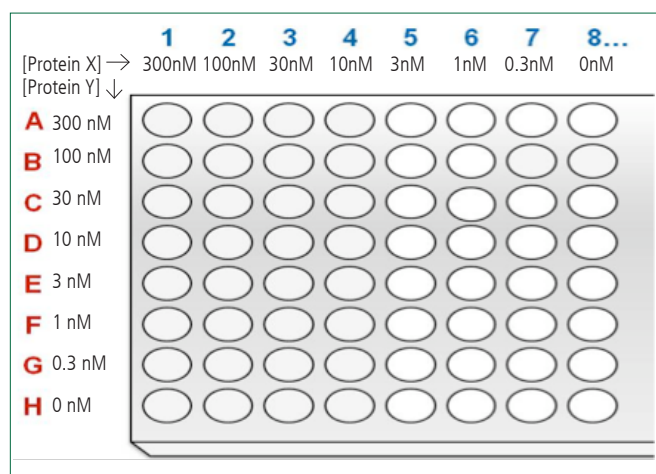 1 2 3 4 5 6 7 8...
[Protein X] → 300nM 100nM 30nM 10nM 3nM 1nM 0.3nM 0nM
[Protein Y] ↓
A 300 nM
B 100 nM
C 30 nM
D 10 nM
E 3 nM
F 1 nM
G 0.3 nM
H 0 nM